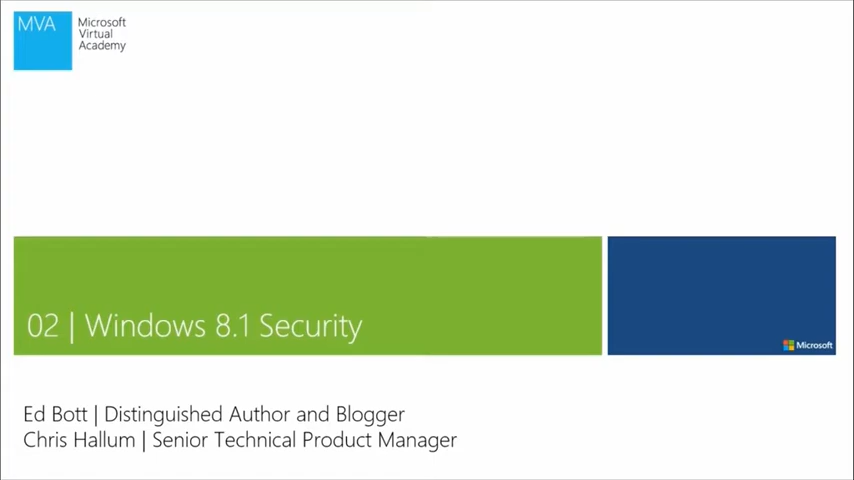 MVA
Microsoft
Virtual
Academy
02 | Windows 8.1 Security
Microsoft
Ed Bott | Distinguished Author and Blogger
Chris Hallum | Senior Technical Product Manager